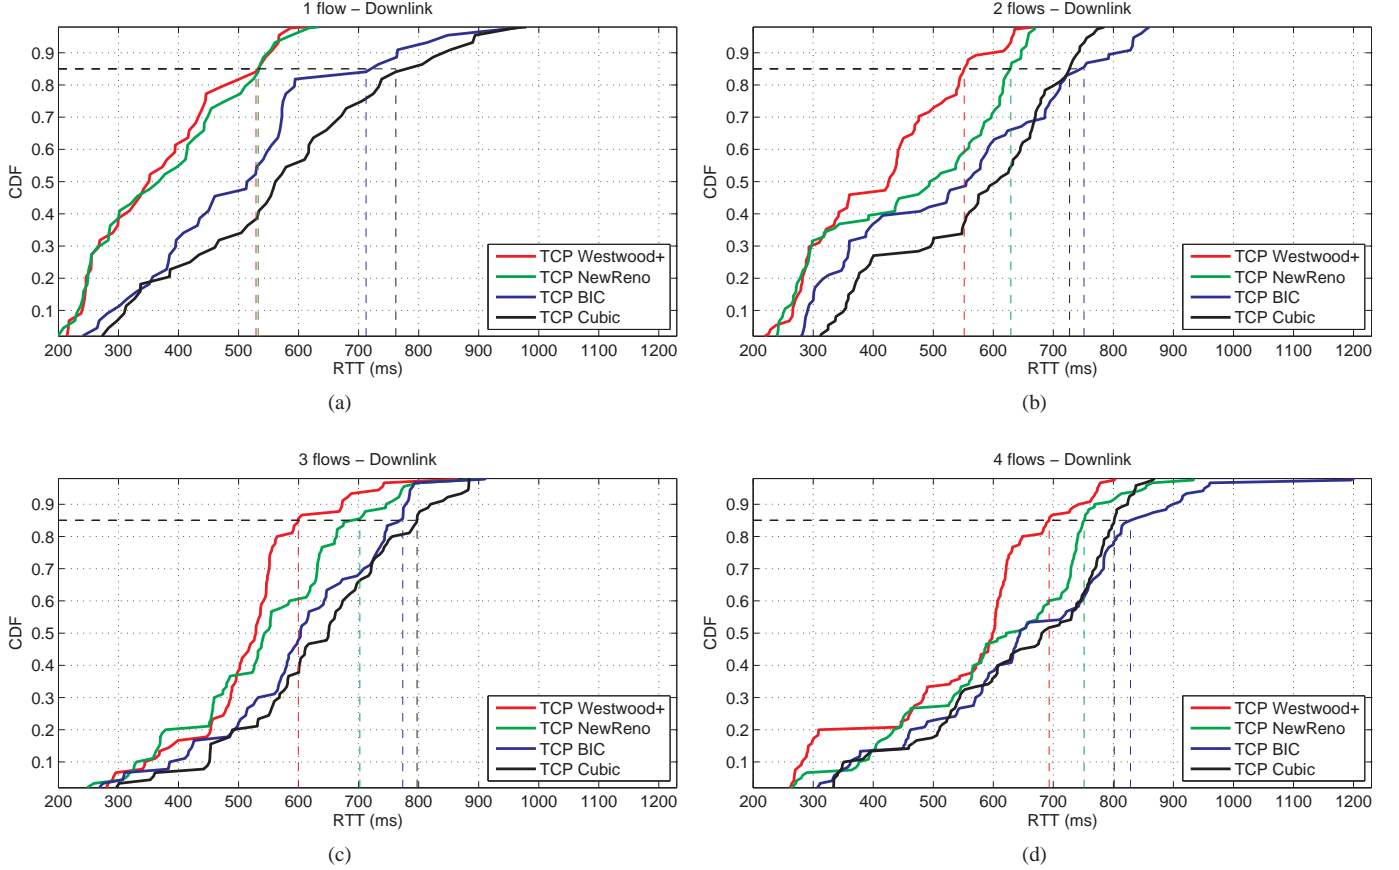 1 flow – Downlink
CDF
0.9
0.8
0.7
0.6
0.5
0.4
0.3
0.2
0.1
TCP Westwood+
TCP NewReno
TCP BIC
TCP Cubic
200 300 400 500 600 700 800 900 1000 1100 1200
RTT (ms)
(a)
2 flows – Downlink
CDF
0.9
0.8
0.7
0.6
0.5
0.4
0.3
0.2
0.1
TCP Westwood+
TCP NewReno
TCP BIC
TCP Cubic
200 300 400 500 600 700 800 900 1000 1100 1200
RTT (ms)
(b)
3 flows – Downlink
CDF
0.9
0.8
0.7
0.6
0.5
0.4
0.3
0.2
0.1
TCP Westwood+
TCP NewReno
TCP BIC
TCP Cubic
200 300 400 500 600 700 800 900 1000 1100 1200
RTT (ms)
(c)
4 flows – Downlink
CDF
0.9
0.8
0.7
0.6
0.5
0.4
0.3
0.2
0.1
TCP Westwood+
TCP NewReno
TCP BIC
TCP Cubic
200 300 400 500 600 700 800 900 1000 1100 1200
RTT (ms)
(d)